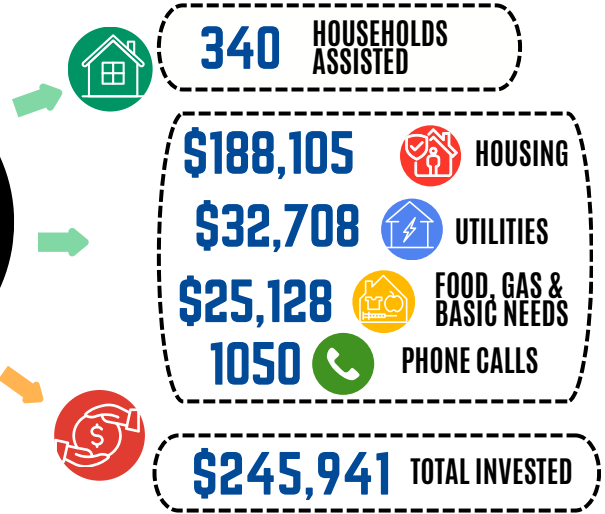 340 HOUSEHOLDS
ASSISTED
$188,105 HOUSING
$32,708 UTILITIES
$25,128 FOOD, GAS &
BASIC NEEDS
1050 PHONE CALLS
$
$245,941 TOTAL INVESTED